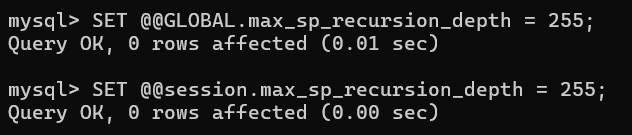 mysql> SET @@GLOBAL.max_sp_recursion_depth = 255;
Query OK, 0 rows affected (0.01 sec)
mysql> SET @@session.max_sp_recursion_depth = 255;
Query OK, 0 rows affected (0.00 sec)